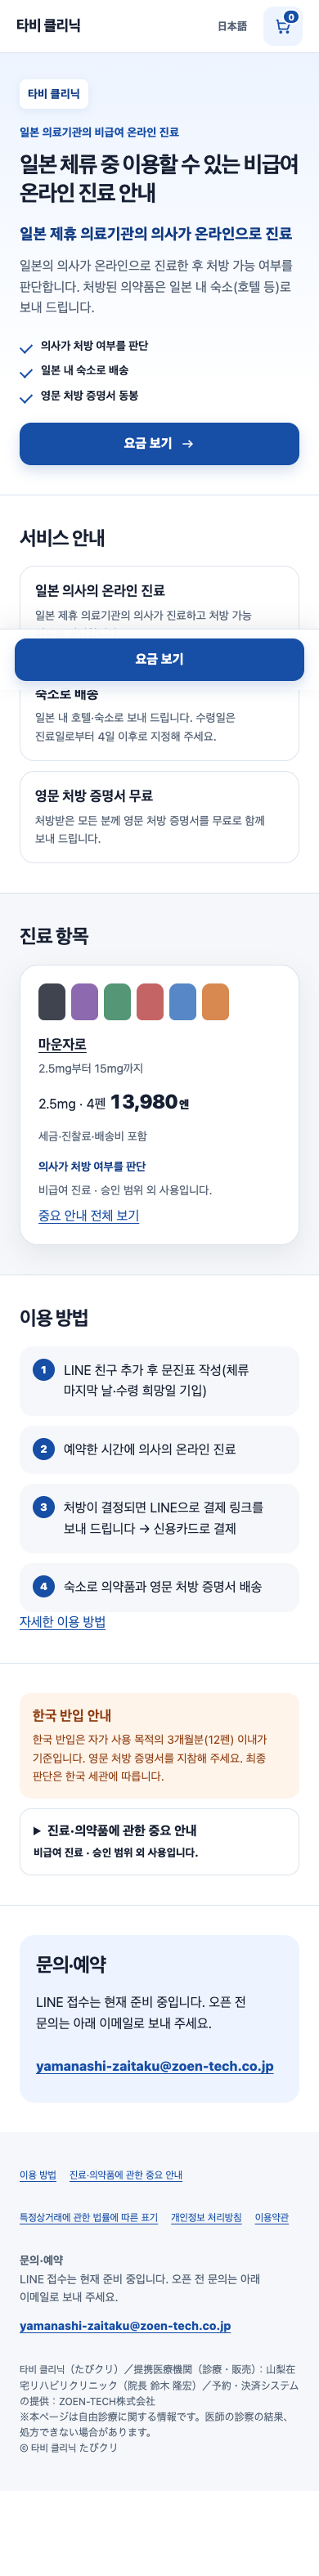 타비 클리닉
日本語
0
타비 클리닉
일본 의료기관의 비급여 온라인 진료
일본 체류 중 이용할 수 있는 비급여
온라인 진료 안내
일본 제휴 의료기관의 의사가 온라인으로 진료
일본의 의사가 온라인으로 진료한 후 처방 가능 여부를
판단합니다. 처방된 의약품은 일본 내 숙소(호텔 등)로
보내 드립니다.
의사가 처방 여부를 판단
일본 내 숙소로 배송
영문 처방 증명서 동봉
요금 보기 →
서비스 안내
일본 의사의 온라인 진료
일본 제휴 의료기관의 의사가 진료하고 처방 가능
요금 보기
숙소로 배송
일본 내 호텔·숙소로 보내 드립니다. 수령일은
진료일로부터 4일 이후로 지정해 주세요.
영문 처방 증명서 무료
처방받은 모든 분께 영문 처방 증명서를 무료로 함께
보내 드립니다.
진료 항목
마운자로
2.5mg부터 15mg까지
2.5mg · 4펜 13,980엔
세금·진찰료·배송비 포함
의사가 처방 여부를 판단
비급여 진료 · 승인 범위 외 사용입니다.
중요 안내 전체 보기
이용 방법
1 LINE 친구 추가 후 문진표 작성(체류
마지막 날·수령 희망일 기입)
2 예약한 시간에 의사의 온라인 진료
3 처방이 결정되면 LINE으로 결제 링크를
보내 드립니다 → 신용카드로 결제
4 숙소로 의약품과 영문 처방 증명서 배송
자세한 이용 방법
한국 반입 안내
한국 반입은 자가 사용 목적의 3개월분(12펜) 이내가
기준입니다. 영문 처방 증명서를 지참해 주세요. 최종
판단은 한국 세관에 따릅니다.
▶ 진료·의약품에 관한 중요 안내
비급여 진료 · 승인 범위 외 사용입니다.
문의·예약
LINE 접수는 현재 준비 중입니다. 오픈 전
문의는 아래 이메일로 보내 주세요.
yamanashi-zaitaku@zoen-tech.co.jp
이용 방법 진료·의약품에 관한 중요 안내
특정상거래에 관한 법률에 따른 표기 개인정보 처리방침 이용약관
문의·예약
LINE 접수는 현재 준비 중입니다. 오픈 전 문의는 아래
이메일로 보내 주세요.
yamanashi-zaitaku@zoen-tech.co.jp
타비 클리닉（たびクリ）／提携医療機関（診療・販売）：山梨在
宅リハビリクリニック（院長 鈴木 隆宏）／予約・決済システム
の提供：ZOEN-TECH株式会社
※本ページは自由診療に関する情報です。医師の診察の結果、
処方できない場合があります。
© 타비 클리닉 たびクリ